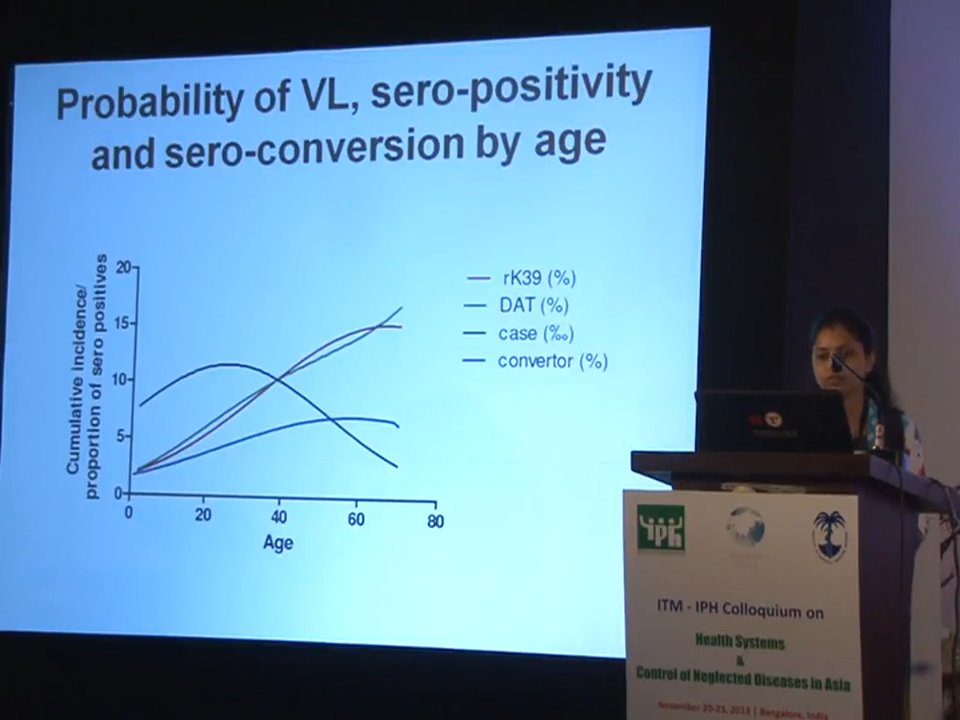 Probability of VL, sero-positivity
and sero-conversion by age
Cumulative incidence/
proportion of sero positives
20
15
10
5
0
0 20 40 60 80
Age
rK39 (%)
DAT (%)
case (‰)
convertor (%)
iph
ITM - IPH Colloquium on
Health Systems
&
Control of Neglected Diseases in Asia
November 20-23, 2013 | Bangalore, India